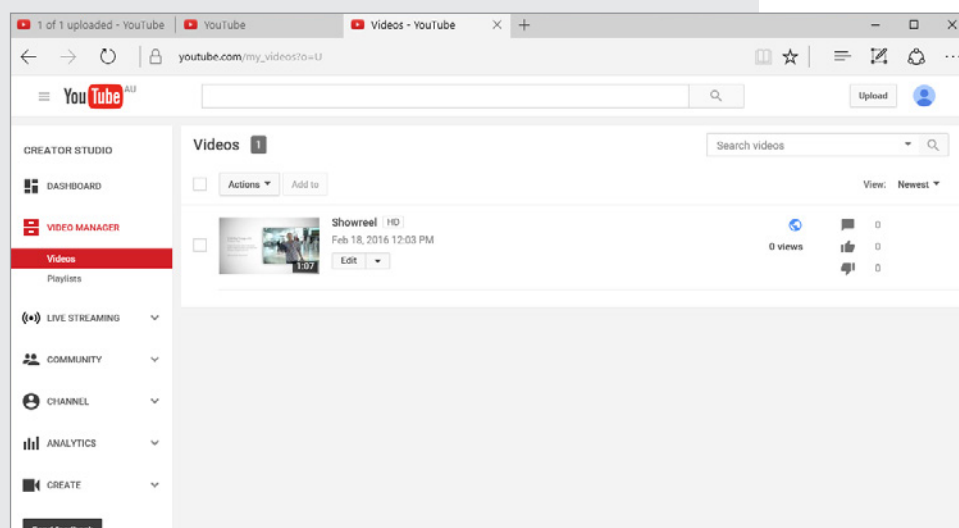 1 of 1 uploaded - YouTube
YouTube
Videos - YouTube
youtube.com/my_videos?o=U
YouTube AU
Upload
CREATOR STUDIO
DASHBOARD
VIDEO MANAGER
Videos
Playlists
LIVE STREAMING
COMMUNITY
CHANNEL
ANALYTICS
CREATE
Videos 1
Search videos
Actions
Add to
View: Newest
Showreel HD
Feb 18, 2016 12:03 PM
Edit
1:07
0 views
0
0
0